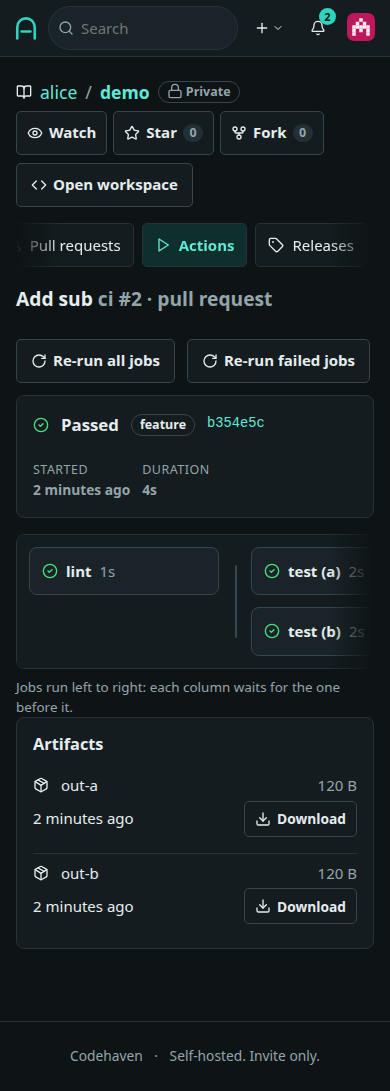 Search
2
alice / demo Private
Watch Star 0 Fork 0
Open workspace
Pull requests Actions Releases
Add sub ci #2 · pull request
Re-run all jobs Re-run failed jobs
Passed feature b354e5c
STARTED DURATION
2 minutes ago 4s
lint 1s test (a) 2s
test (b) 2s
Jobs run left to right: each column waits for the one
before it.
Artifacts
out-a 120 B
2 minutes ago Download
out-b 120 B
2 minutes ago Download
Codehaven · Self-hosted. Invite only.